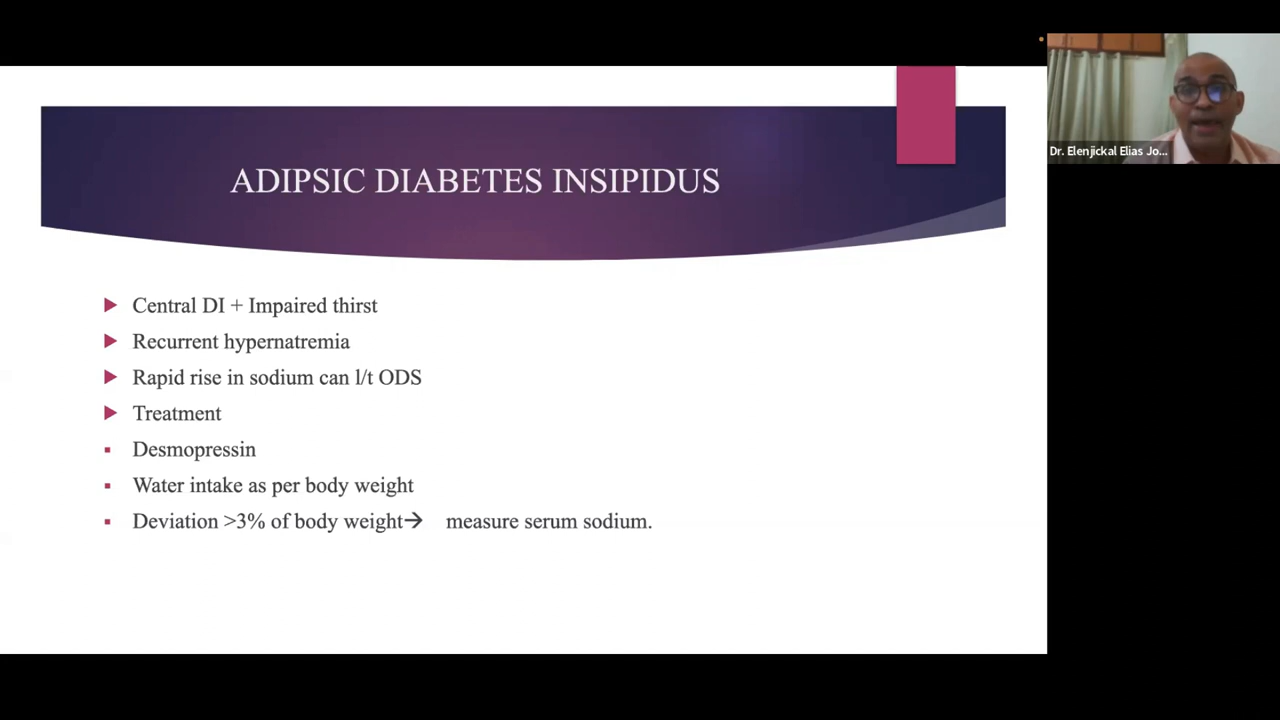 ADIPSIC DIABETES INSIPIDUS
Central DI + Impaired thirst
Recurrent hypernatremia
Rapid rise in sodium can l/t ODS
Treatment
Desmopressin
Water intake as per body weight
Deviation >3% of body weight→ measure serum sodium.
Dr. Elenjickal Elias Jo...